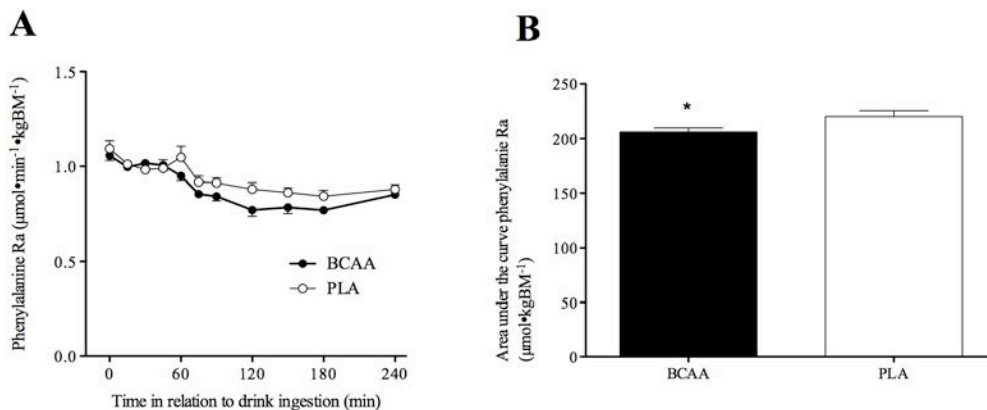 A
Phenylalanine Ra (μmol•min⁻¹•kgBM⁻¹)
1.5
1.0
0.5
0.0
BCAA
PLA
0 60 120 180 240
Time in relation to drink ingestion (min)
B
Area under the curve phenylalanie Ra
(μmol•kgBM⁻¹)
250
200
150
100
50
0
*
BCAA PLA